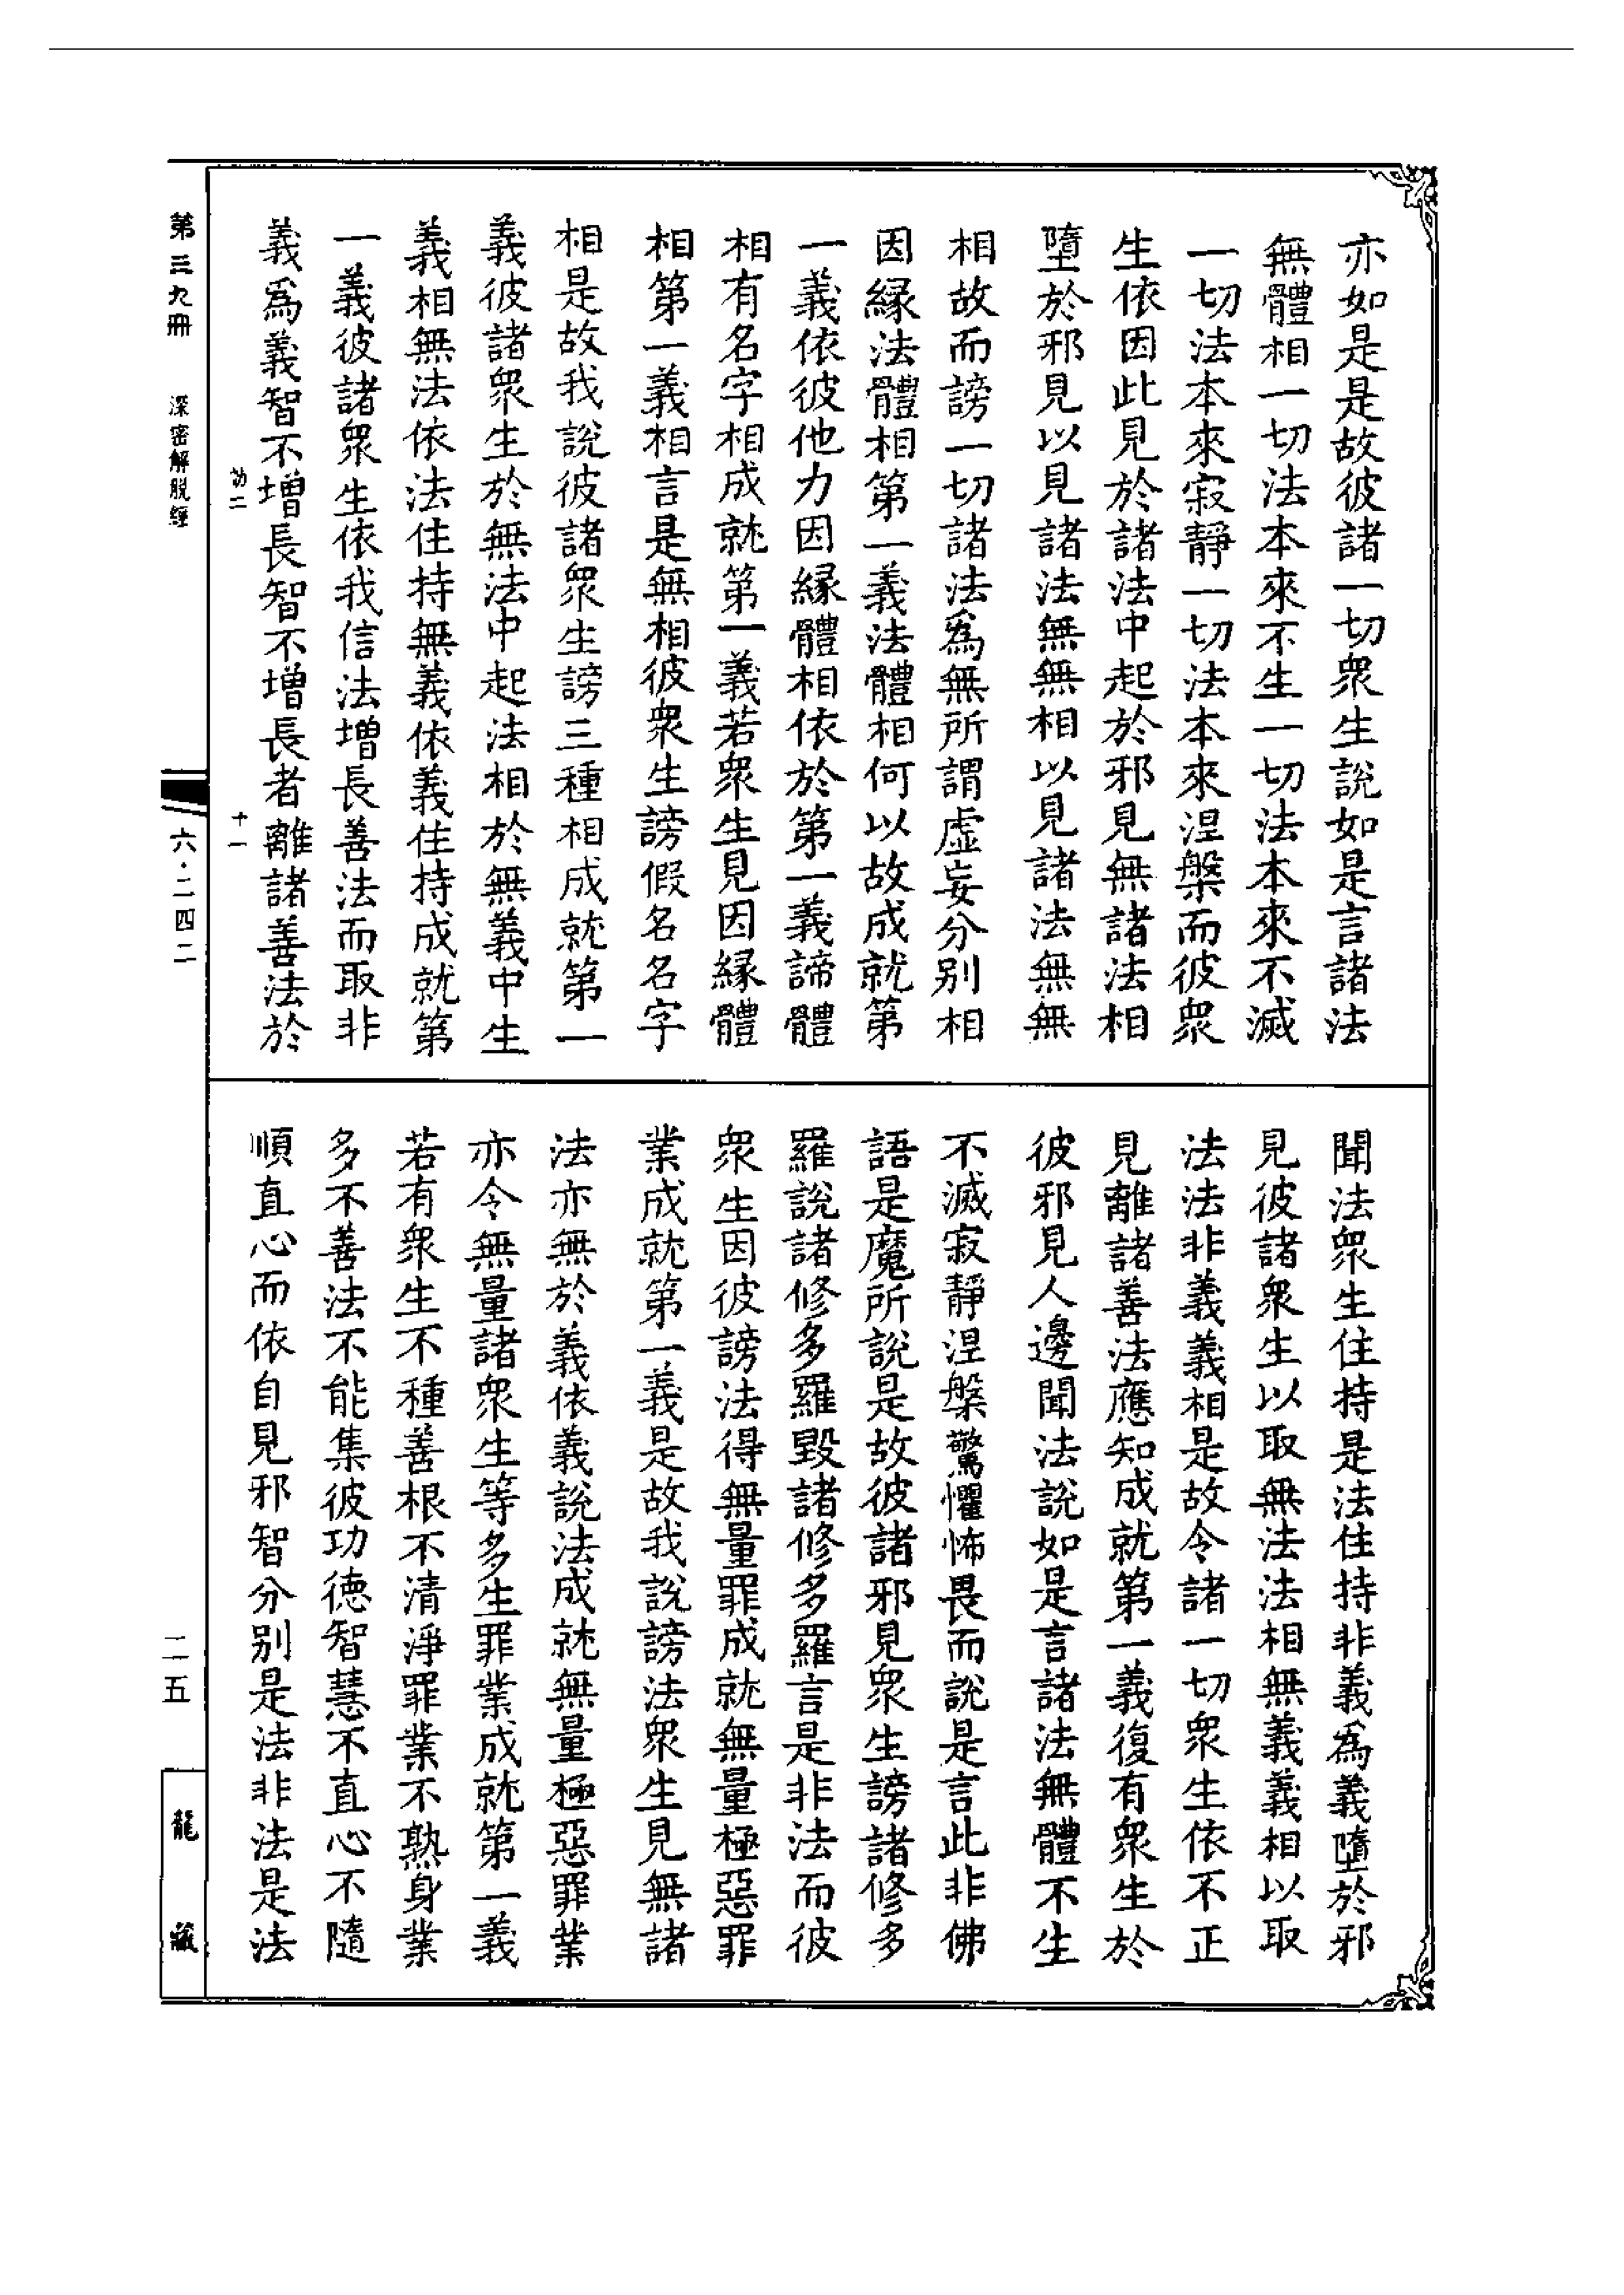 亦如是是故彼諸一切衆生說如是言諸法
無體相一切法本來不生一切法本來不滅
一切法本來寂靜一切法本來涅槃而彼衆
生依因此見於諸法中起於邪見無諸法相
墮於邪見以見諸法無無相以見諸法無無
相故而謗一切諸法爲無所謂虛妄分別相
因緣法體相第一義法體相何以故成就第
一義依彼他力因緣體相依於第一義諦體
相有名字相成就第一義若衆生見因緣體
相第一義相言是無相彼衆生謗假名名字
相是故我說彼諸衆生謗三種相成就第一
義彼諸衆生於無法中起法相於無義中生
義相無法依法住持無義依義住持成就第
一義彼諸衆生依我信法增長善法而取非
義爲義智不增長智不增長者離諸善法於
聞法衆生住持是法住持非義爲義墮於邪
見彼諸衆生以取無法法相無義義相以取
法法非義義相是故令諸一切衆生依不正
見離諸善法應知成就第一義復有衆生於
彼邪見人邊聞法說如是言諸法無體不生
不滅寂靜涅槃驚懼怖畏而說是言此非佛
語是魔所說是故彼諸邪見衆生謗諸修多
羅說諸修多羅毀諸修多羅言是非法而彼
衆生因彼謗法得無量罪成就無量極惡罪
業成就第一義是故我說謗法衆生見無諸
法亦無於義依義說法成就無量極惡罪業
亦令無量諸衆生等多生罪業成就第一義
若有衆生不種善根不清淨罪業不熟身業
多不善法不能集彼功德智慧不直心不隨
順直心而依自見邪智分別是法非法是法
第三九冊
深密解脫經
六·二四二
二五
龍藏
十一